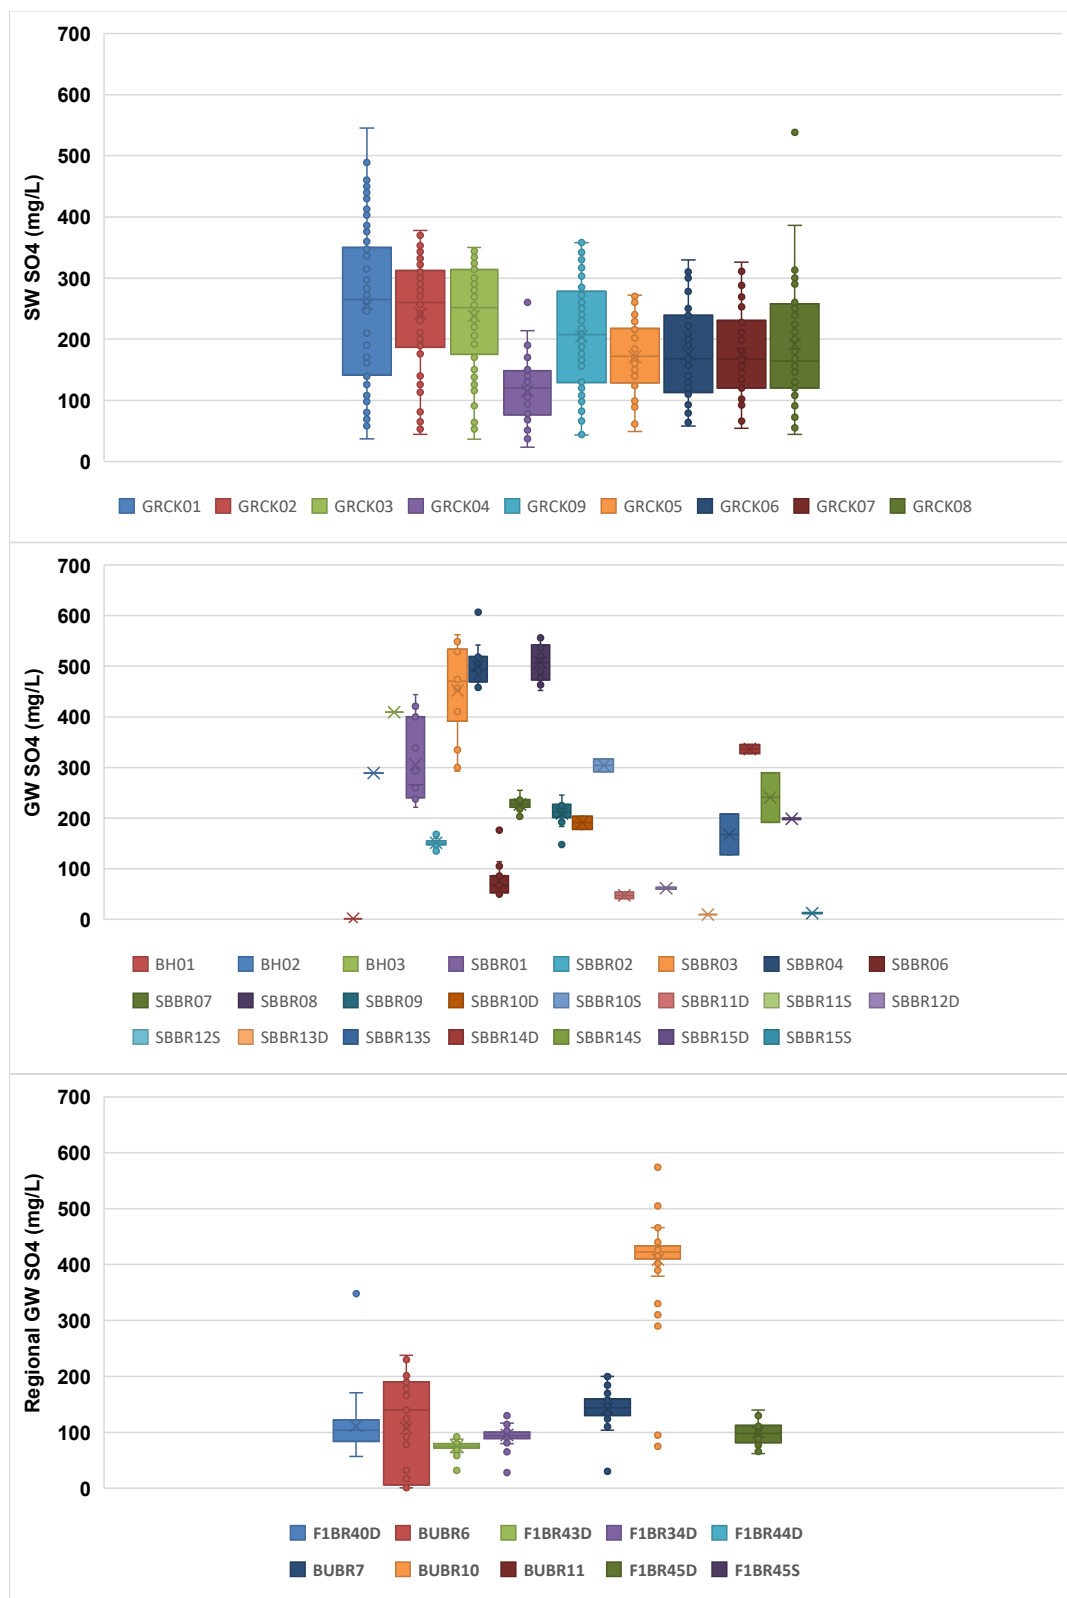 SW SO4 (mg/L)
700
600
500
400
300
200
100
0
GRCK01 GRCK02 GRCK03 GRCK04 GRCK09 GRCK05 GRCK06 GRCK07 GRCK08
GW SO4 (mg/L)
700
600
500
400
300
200
100
0
BH01 BH02 BH03 SBBR01 SBBR02 SBBR03 SBBR04 SBBR06
SBBR07 SBBR08 SBBR09 SBBR10D SBBR10S SBBR11D SBBR11S SBBR12D
SBBR12S SBBR13D SBBR13S SBBR14D SBBR14S SBBR15D SBBR15S
Regional GW SO4 (mg/L)
700
600
500
400
300
200
100
0
F1BR40D BUBR6 F1BR43D F1BR34D F1BR44D
BUBR7 BUBR10 BUBR11 F1BR45D F1BR45S